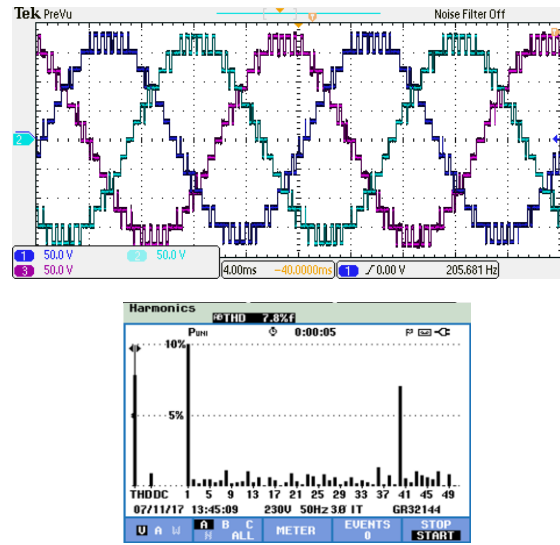 Tek PreVu Noise Filter Off
2
1 50.0 V 2 50.0 V
3 50.0 V
4.00ms -40.0000ms 1 0.00 V 205.681 Hz
Harmonics
THD 7.8%f
PUNI 0:00:05
10%
5%
THDDC 1 5 9 13 17 21 25 29 33 37 41 45 49
07/11/17 13:45:09 230V 50Hz 3Ø IT GR32144
V A W A B C N ALL METER EVENTS 0 STOP START